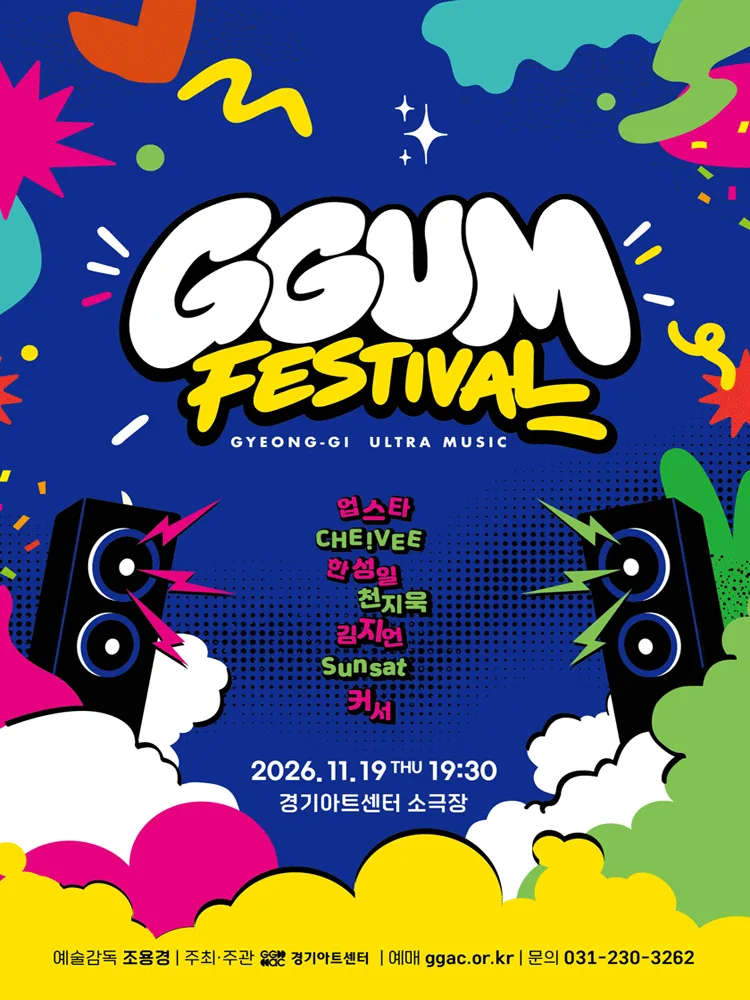 GGUM
FESTIVAL
GYEONG-GI ULTRA MUSIC
업스타
CHE!VEE
한성일
천지욱
김지언
Sunsat
커서
2026.11.19 THU 19:30
경기아트센터 소극장
예술감독 조용경 | 주최·주관 GGAC 경기아트센터 | 예매 ggac.or.kr | 문의 031-230-3262